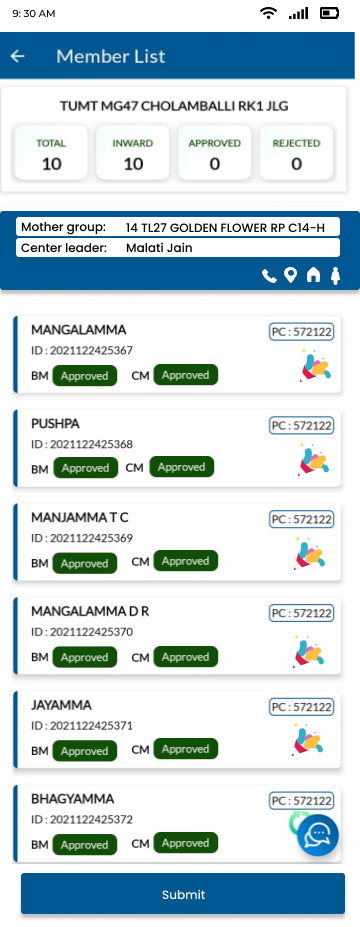 9: 30 AM
Member List
TUMT MG47 CHOLAMBALLI RK1 JLG
TOTAL INWARD APPROVED REJECTED
10 10 0 0
Mother group: 14 TL27 GOLDEN FLOWER RP C14-H
Center leader: Malati Jain
MANGALAMMA PC : 572122
ID : 2021122425367
BM Approved CM Approved
PUSHPA PC : 572122
ID : 2021122425368
BM Approved CM Approved
MANJAMMA T C PC : 572122
ID : 2021122425369
BM Approved CM Approved
MANGALAMMA D R PC : 572122
ID : 2021122425370
BM Approved CM Approved
JAYAMMA PC : 572122
ID : 2021122425371
BM Approved CM Approved
BHAGYAMMA PC : 572122
ID : 2021122425372
BM Approved CM Approved
Submit